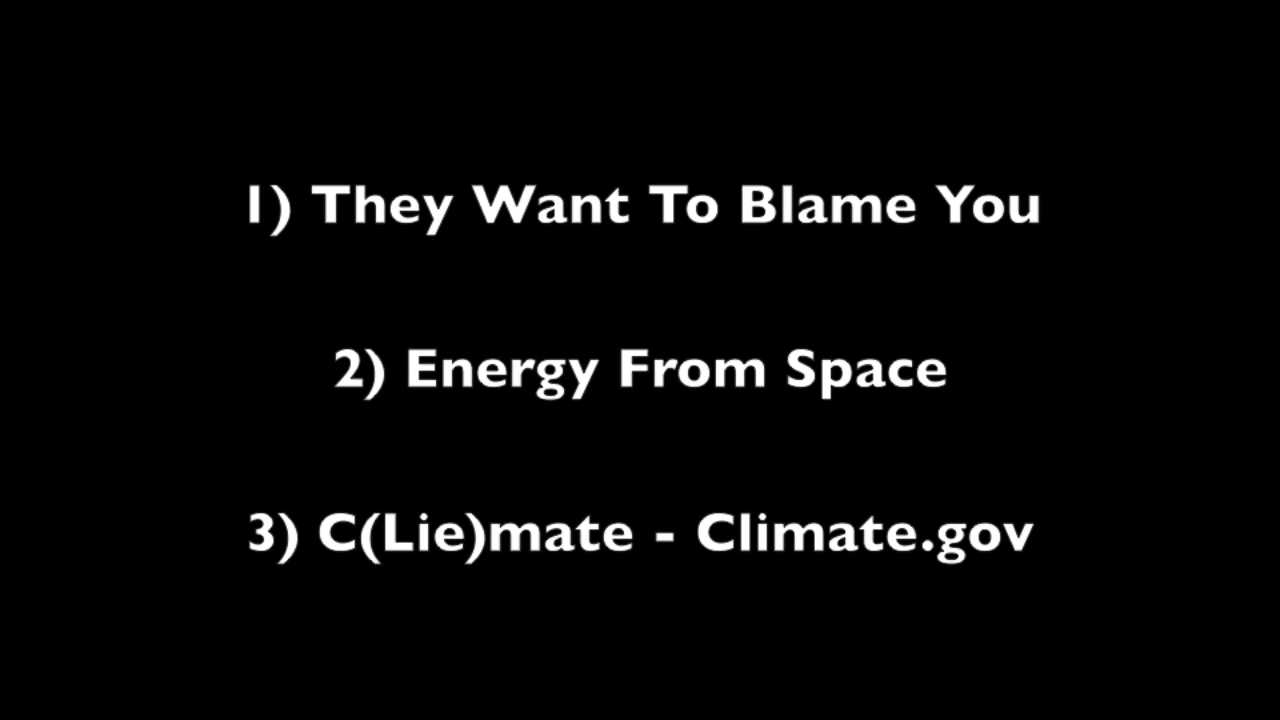 1) They Want To Blame You
2) Energy From Space
3) C(Lie)mate - Climate.gov